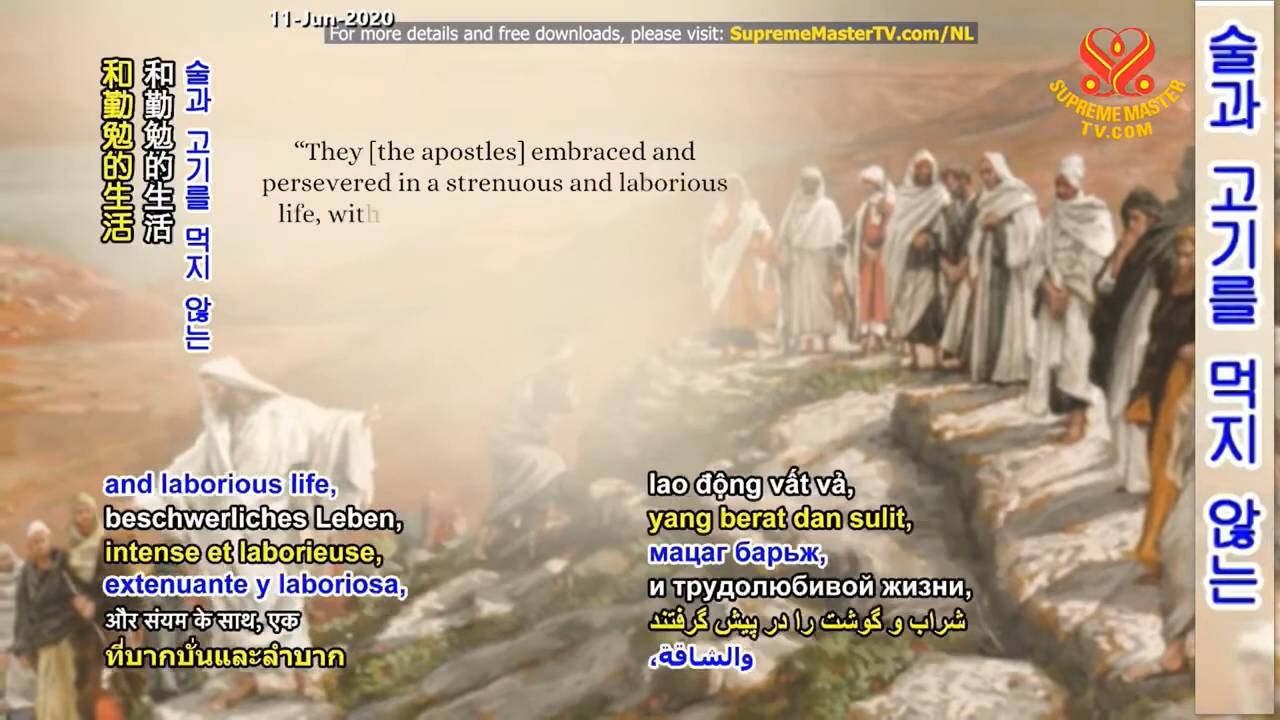 11-Jun-2020
For more details and free downloads, please visit: SupremeMasterTV.com/NL
SUPREME MASTER
TV.COM
和勤勉的生活
和勤勉的生活
술과 고기를 먹지 않는
“They [the apostles] embraced and
persevered in a strenuous and laborious
life, with
and laborious life,
beschwerliches Leben,
intense et laborieuse,
extenuante y laboriosa,
और संयम के साथ, एक
ที่บากบั่นและลำบาก
lao động vất vả,
yang berat dan sulit,
мацаг барьж,
и трудолюбивой жизни,
شراب و گوشت را در پیش گرفتند
والشاقة،
술과 고기를 먹지 않는